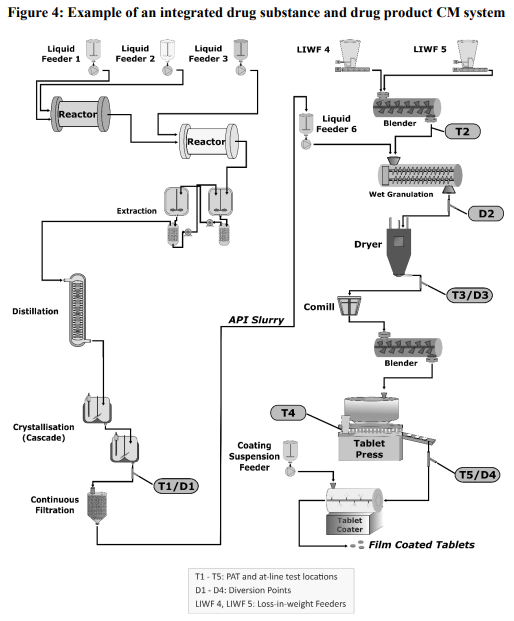 Figure 4: Example of an integrated drug substance and drug product CM system
Liquid
Feeder 1
Liquid
Feeder 2
Liquid
Feeder 3
Reactor
Reactor
Extraction
Distillation
Crystallisation
(Cascade)
T1/D1
Continuous
Filtration
API Slurry
LIWF 4
LIWF 5
Blender
T2
Liquid
Feeder 6
Wet Granulation
D2
Dryer
T3/D3
Comill
Blender
T4
Tablet
Press
Coating
Suspension
Feeder
T5/D4
Tablet
Coater
Film Coated Tablets
T1 - T5: PAT and at-line test locations
D1 - D4: Diversion Points
LIWF 4, LIWF 5: Loss-in-weight Feeders